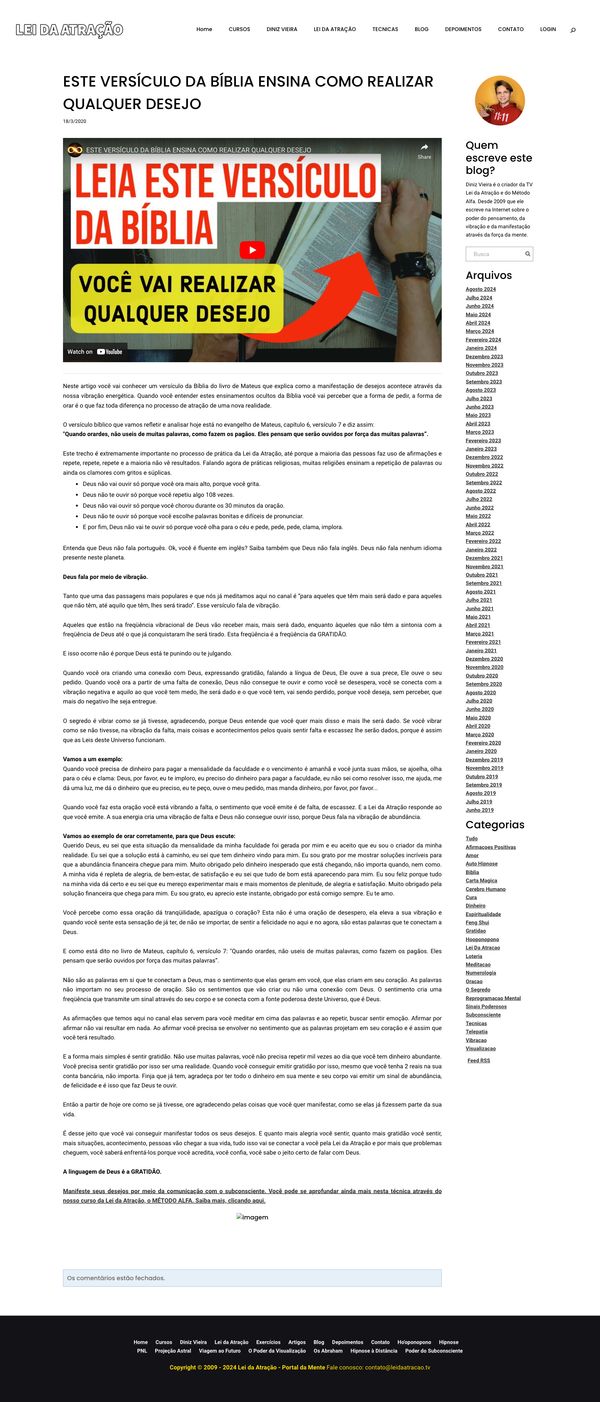 LEI DA ATRAÇÃO
Home CURSOS DINIZ VIEIRA LEI DA ATRAÇÃO TECNICAS BLOG DEPOIMENTOS CONTATO LOGIN
ESTE VERSÍCULO DA BÍBLIA ENSINA COMO REALIZAR
QUALQUER DESEJO
18/3/2020
ESTE VERSÍCULO DA BÍBLIA ENSINA COMO REALIZAR QUALQUER DESEJO
Share
LEIA ESTE VERSÍCULO
DA BÍBLIA
VOCÊ VAI REALIZAR
QUALQUER DESEJO
Watch on YouTube
Neste artigo você vai conhecer um versículo da Bíblia do livro de Mateus que explica como a manifestação de desejos acontece através da
nossa vibração energética. Quando você entender estes ensinamentos ocultos da Bíblia você vai perceber que a forma de pedir, a forma de
orar é o que faz toda diferença no processo de atração de uma nova realidade.
O versículo bíblico que vamos refletir e analisar hoje está no evangelho de Mateus, capítulo 6, versículo 7 e diz assim:
"Quando orardes, não useis de muitas palavras, como fazem os pagãos. Eles pensam que serão ouvidos por força das muitas palavras".
Este trecho é extremamente importante no processo de prática da Lei da Atração, até porque a maioria das pessoas faz uso de afirmações e
repete, repete, repete e a maioria não vê resultados. Falando agora de práticas religiosas, muitas religiões ensinam a repetição de palavras ou
ainda os clamores com gritos e súplicas.
• Deus não vai ouvir só porque você ora mais alto, porque você grita.
• Deus não te ouvir só porque você repetiu algo 108 vezes.
• Deus não vai ouvir só porque você chorou durante os 30 minutos da oração.
• Deus não te ouviu só porque você escolhe palavras bonitas e difíceis de pronunciar.
• E por fim, Deus não vai te ouvir só porque você olha para o céu e pede, pede, pede, clama, implora.
Entenda que Deus não fala português. Ok, você é fluente em inglês? Saiba também que Deus não fala inglês. Deus não fala nenhum idioma
presente neste planeta.
Deus fala por meio de vibração.
Tanto que uma das passagens mais populares e que nós já meditamos aqui no canal é "para aqueles que têm mais será dado e para aqueles
que não têm, até aquilo que têm, lhes será tirado". Esse versículo fala de vibração.
Aqueles que estão na freqüência vibracional de Deus vão receber mais, mais será dado, enquanto àqueles que não têm a sintonia com a
freqüência de Deus até o que já conquistaram lhe será tirado. Esta freqüência é a freqüência da GRATIDÃO.
E isso ocorre não é porque Deus está te punindo ou te julgando.
Quando você ora criando uma conexão com Deus, expressando gratidão, falando a língua de Deus, Ele ouve a sua prece, Ele ouve o seu
pedido. Quando você ora a partir de uma falta de conexão, Deus não consegue te ouvir e como você se desespera, você se conecta com a
vibração negativa e aquilo ao que você tem medo, lhe será dado e o que você tem, vai sendo perdido, porque você deseja, sem perceber, que
mais do negativo lhe seja entregue.
O segredo é vibrar como se já tivesse, agradecendo, porque Deus entende que você quer mais disso e mais lhe será dado. Se você vibrar
como se não tivesse, na vibração da falta, mais coisas e acontecimentos pelos quais sentir falta e escassez lhe serão dados, porque é assim
que as Leis deste Universo funcionam.
Vamos a um exemplo:
Quando você precisa de dinheiro para pagar a mensalidade da faculdade e o vencimento é amanhã e você junta suas mãos, se ajoelha, olha
para o céu e clama: Deus, por favor, eu te imploro, eu preciso do dinheiro para pagar a faculdade, eu não sei como resolver isso, me ajuda, me
dá uma luz, me dá o dinheiro que eu preciso, eu te peço, ouve o meu pedido, mas manda dinheiro, por favor, por favor...
Quando você faz esta oração você está vibrando a falta, o sentimento que você emite é de falta, de escassez. E a Lei da Atração responde ao
que você emite. A sua energia cria uma vibração de falta e Deus não consegue ouvir isso, porque Deus fala na vibração de abundância.
Vamos ao exemplo de orar corretamente, para que Deus escute:
Querido Deus, eu sei que esta situação da mensalidade da minha faculdade foi gerada por mim e eu aceito que eu sou o criador da minha
realidade. Eu sei que a solução está à caminho, eu sei que tem dinheiro vindo para mim. Eu sou grato por me mostrar soluções incríveis para
que a abundância financeira chegue para mim. Muito obrigado pelo dinheiro inesperado que está chegando, não importa quando, nem como.
A minha vida é repleta de alegria, de bem-estar, de satisfação e eu sei que tudo de bom está aparecendo para mim. Eu sou feliz porque tudo
na minha vida dá certo e eu sei que eu mereço experimentar mais e mais momentos de plenitude, de alegria e satisfação. Muito obrigado pela
solução financeira que chega para mim. Eu sou grato, eu aprecio este instante, obrigado por estar sempre comigo. Eu te amo.
Você percebe como essa oração dá tranqüilidade, apazigua o coração? Esta não é uma oração de desespero, ela eleva a sua vibração e
quando você sente esta sensação de já ter, de não se importar, de sentir a felicidade no aqui e no agora, são estas palavras que te conectam a
Deus.
E como está dito no livro de Mateus, capítulo 6, versículo 7: "Quando orardes, não useis de muitas palavras, como fazem os pagãos. Eles
pensam que serão ouvidos por força das muitas palavras".
Não são as palavras em si que te conectam a Deus, mas o sentimento que elas geram em você, que elas criam em seu coração. As palavras
não importam no seu processo de oração. São os sentimentos que vão criar ou não uma conexão com Deus. O sentimento cria uma
freqüência que transmite um sinal através do seu corpo e se conecta com a fonte poderosa deste Universo, que é Deus.
As afirmações que temos aqui no canal elas servem para você meditar em cima das palavras e ao repetir, buscar sentir emoção. Afirmar por
afirmar não vai resultar em nada. Ao afirmar você precisa se envolver no sentimento que as palavras projetam em seu coração e é assim que
você terá resultado.
E a forma mais simples é sentir gratidão. Não use muitas palavras, você não precisa repetir mil vezes ao dia que você tem dinheiro abundante.
Você precisa sentir gratidão por isso ser uma realidade. Quando você conseguir emitir gratidão por isso, mesmo que você tenha 2 reais na sua
conta bancária, não importa. Finja que já tem, agradeça por ter todo o dinheiro em sua mente e seu corpo vai emitir um sinal de abundância,
de felicidade e é isso que faz Deus te ouvir.
Então a partir de hoje ore como se já tivesse, ore agradecendo pelas coisas que você quer manifestar, como se elas já fizessem parte da sua
vida.
É desse jeito que você vai conseguir manifestar todos os seus desejos. E quanto mais alegria você sentir, quanto mais gratidão você sentir,
mais situações, acontecimento, pessoas vão chegar a sua vida, tudo isso vai se conectar a você pela Lei da Atração e por mais que problemas
cheguem, você saberá enfrentá-los porque você acredita, você confia, você sabe o jeito certo de falar com Deus.
A linguagem de Deus é a GRATIDÃO.
Manifeste seus desejos por meio da comunicação com o subconsciente. Você pode se aprofundar ainda mais nesta técnica através do
nosso curso da Lei da Atração, o MÉTODO ALFA. Saiba mais, clicando aqui.
Imagem
Os comentários estão fechados.
11:11
Quem
escreve este
blog?
Diniz Vieira é o criador da TV
Lei da Atração e do Método
Alfa. Desde 2009 que ele
escreve na Internet sobre o
poder do pensamento, da
vibração e da manifestação
através da força da mente.
Busca
Arquivos
Agosto 2024
Julho 2024
Junho 2024
Maio 2024
Abril 2024
Março 2024
Fevereiro 2024
Janeiro 2024
Dezembro 2023
Novembro 2023
Outubro 2023
Setembro 2023
Agosto 2023
Julho 2023
Junho 2023
Maio 2023
Abril 2023
Março 2023
Fevereiro 2023
Janeiro 2023
Dezembro 2022
Novembro 2022
Outubro 2022
Setembro 2022
Agosto 2022
Julho 2022
Junho 2022
Maio 2022
Abril 2022
Março 2022
Fevereiro 2022
Janeiro 2022
Dezembro 2021
Novembro 2021
Outubro 2021
Setembro 2021
Agosto 2021
Julho 2021
Junho 2021
Maio 2021
Abril 2021
Março 2021
Fevereiro 2021
Janeiro 2021
Dezembro 2020
Novembro 2020
Outubro 2020
Setembro 2020
Agosto 2020
Julho 2020
Junho 2020
Maio 2020
Abril 2020
Março 2020
Fevereiro 2020
Janeiro 2020
Dezembro 2019
Novembro 2019
Outubro 2019
Setembro 2019
Agosto 2019
Julho 2019
Junho 2019
Categorias
Tudo
Afirmacoes Positivas
Amor
Auto Hipnose
Bíblia
Carta Magica
Cerebro Humano
Cura
Dinheiro
Espiritualidade
Feng Shui
Gratidao
Hooponopono
Lei Da Atracao
Loteria
Meditacao
Numerologia
Oracao
O Segredo
Reprogramacao Mental
Sinais Poderosos
Subconsciente
Tecnicas
Telepatia
Vibracao
Visualizacao
Feed RSS
Home Cursos Diniz Vieira Lei da Atração Exercícios Artigos Blog Depoimentos Contato Ho'oponopono Hipnose
PNL Projeção Astral Viagem ao Futuro O Poder da Visualização Os Abraham Hipnose à Distância Poder do Subconsciente
Copyright © 2009 - 2024 Lei da Atração - Portal da Mente Fale conosco: contato@leidaatracao.tv